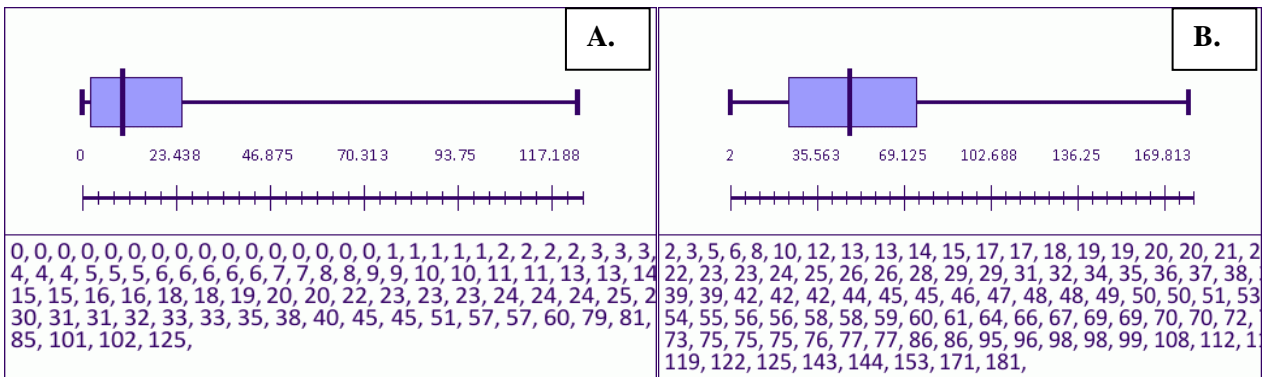 A.
0 23.438 46.875 70.313 93.75 117.188
0, 0, 0, 0, 0, 0, 0, 0, 0, 0, 0, 0, 0, 0, 0, 0, 1, 1, 1, 1, 1, 2, 2, 2, 2, 3, 3, 3,
4, 4, 4, 5, 5, 5, 6, 6, 6, 6, 6, 7, 7, 8, 8, 9, 9, 10, 10, 11, 11, 13, 13, 14
15, 15, 16, 16, 18, 18, 19, 20, 20, 22, 23, 23, 23, 24, 24, 24, 25,
30, 31, 31, 32, 33, 33, 35, 38, 40, 45, 45, 51, 57, 57, 60, 79, 81,
85, 101, 102, 125,
B.
2 35.563 69.125 102.688 136.25 169.813
2, 3, 5, 6, 8, 10, 12, 13, 13, 14, 15, 17, 17, 18, 19, 19, 20, 20, 21,
22, 23, 23, 24, 25, 26, 26, 28, 29, 29, 31, 32, 34, 35, 36, 37, 38,
39, 39, 42, 42, 42, 44, 45, 45, 46, 47, 48, 48, 49, 50, 50, 51, 53
54, 55, 56, 56, 58, 58, 59, 60, 61, 64, 66, 67, 69, 69, 70, 70, 72,
73, 75, 75, 75, 76, 77, 77, 86, 86, 95, 96, 98, 98, 99, 108, 112,
119, 122, 125, 143, 144, 153, 171, 181,